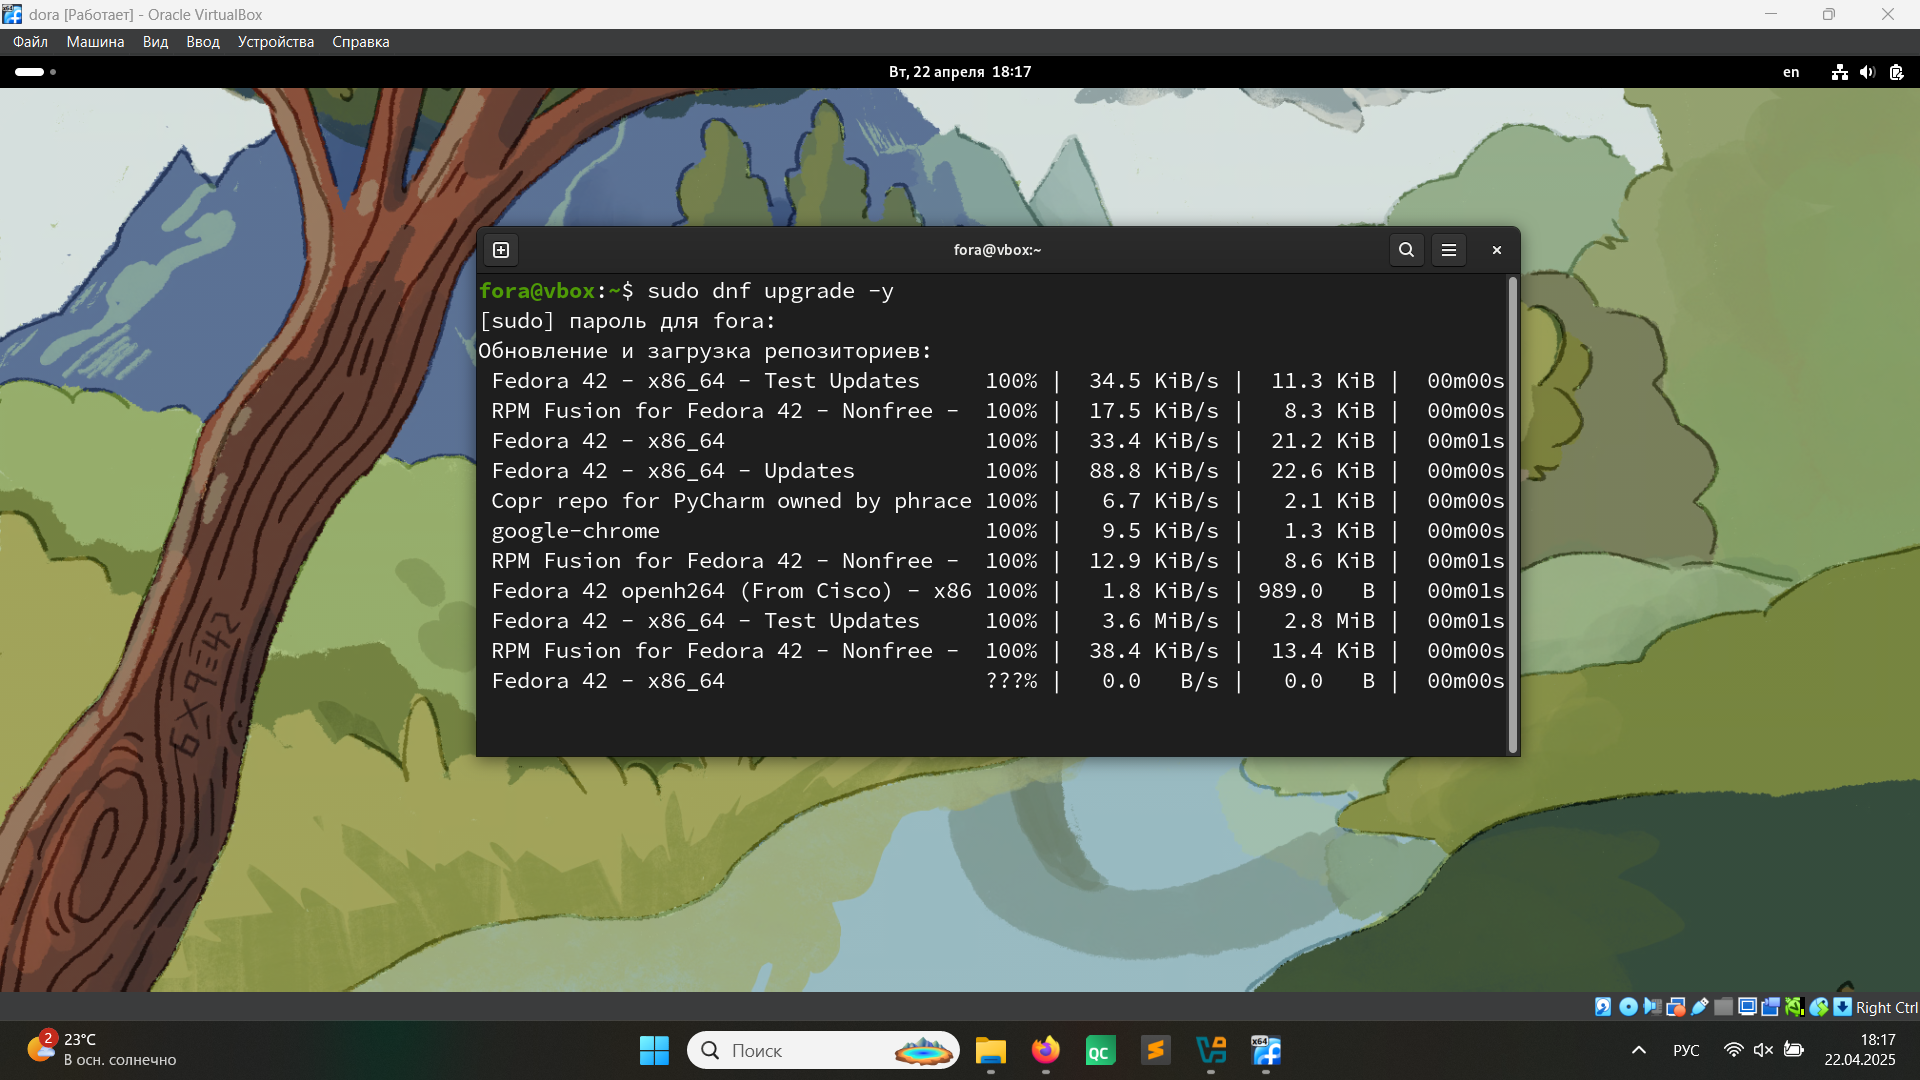 dora [Работает] - Oracle VirtualBox
Файл Машина Вид Ввод Устройства Справка
Вт, 22 апреля 18:17
en
fora@vbox:~
fora@vbox:~$ sudo dnf upgrade -y
[sudo] пароль для fora:
Обновление и загрузка репозиториев:
Fedora 42 - x86_64 - Test Updates 100% | 34.5 KiB/s | 11.3 KiB | 00m00s
RPM Fusion for Fedora 42 - Nonfree - 100% | 17.5 KiB/s | 8.3 KiB | 00m00s
Fedora 42 - x86_64 100% | 33.4 KiB/s | 21.2 KiB | 00m01s
Fedora 42 - x86_64 - Updates 100% | 88.8 KiB/s | 22.6 KiB | 00m00s
Copr repo for PyCharm owned by phrace 100% | 6.7 KiB/s | 2.1 KiB | 00m00s
google-chrome 100% | 9.5 KiB/s | 1.3 KiB | 00m00s
RPM Fusion for Fedora 42 - Nonfree - 100% | 12.9 KiB/s | 8.6 KiB | 00m01s
Fedora 42 openh264 (From Cisco) - x86 100% | 1.8 KiB/s | 989.0 B | 00m01s
Fedora 42 - x86_64 - Test Updates 100% | 3.6 MiB/s | 2.8 MiB | 00m01s
RPM Fusion for Fedora 42 - Nonfree - 100% | 38.4 KiB/s | 13.4 KiB | 00m00s
Fedora 42 - x86_64 ???% | 0.0 B/s | 0.0 B | 00m00s
6X9=42
Right Ctrl
2
23°C
В осн. солнечно
Поиск
QC
x64
РУС
18:17
22.04.2025